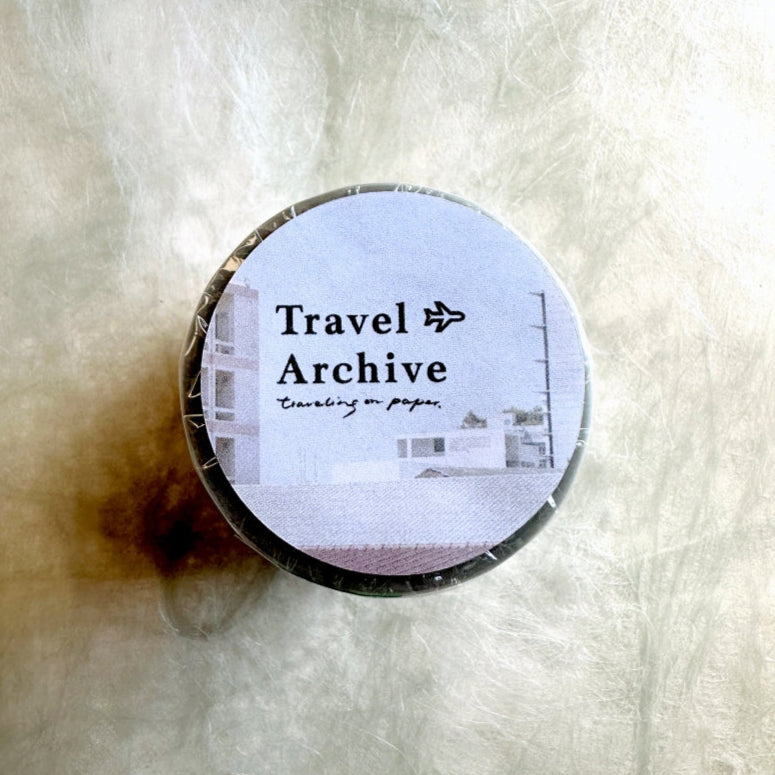 Travel
Archive
traveling on paper.